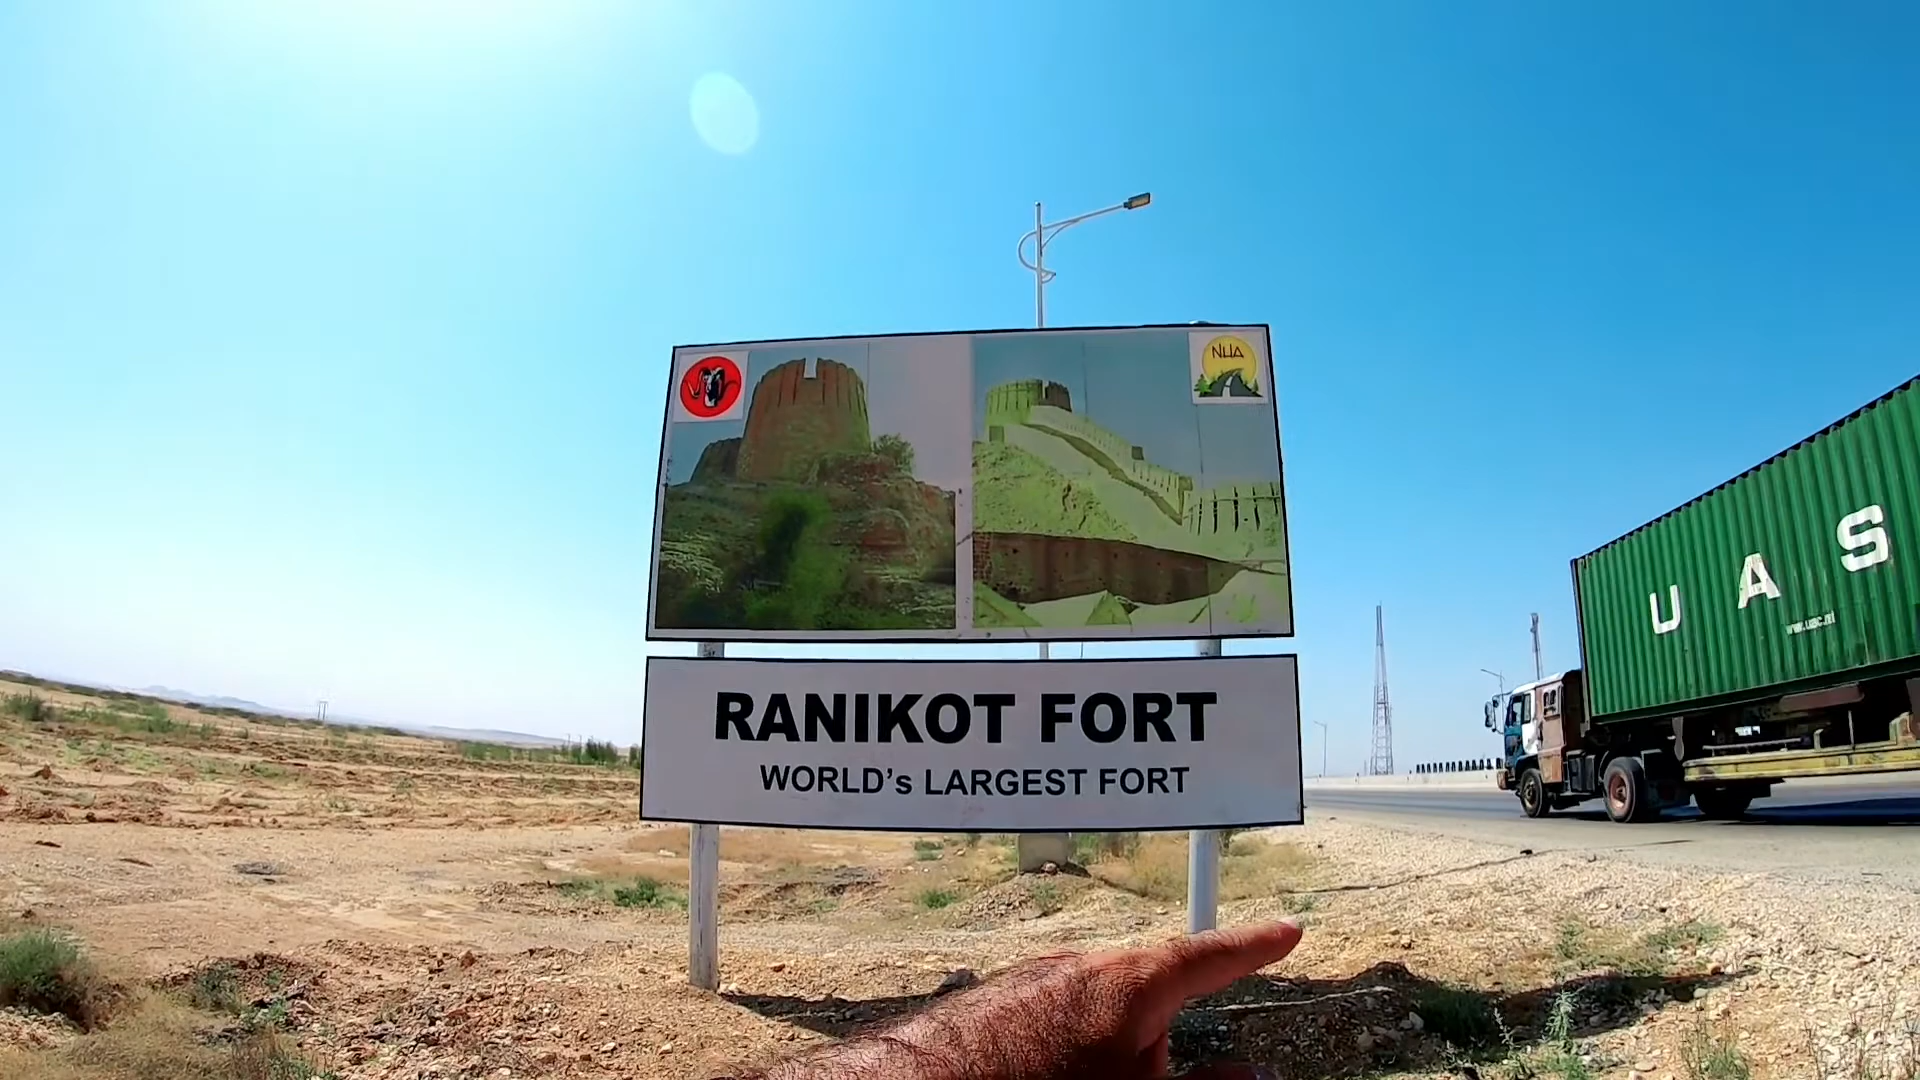 NHA
RANIKOT FORT
WORLD's LARGEST FORT
U A S